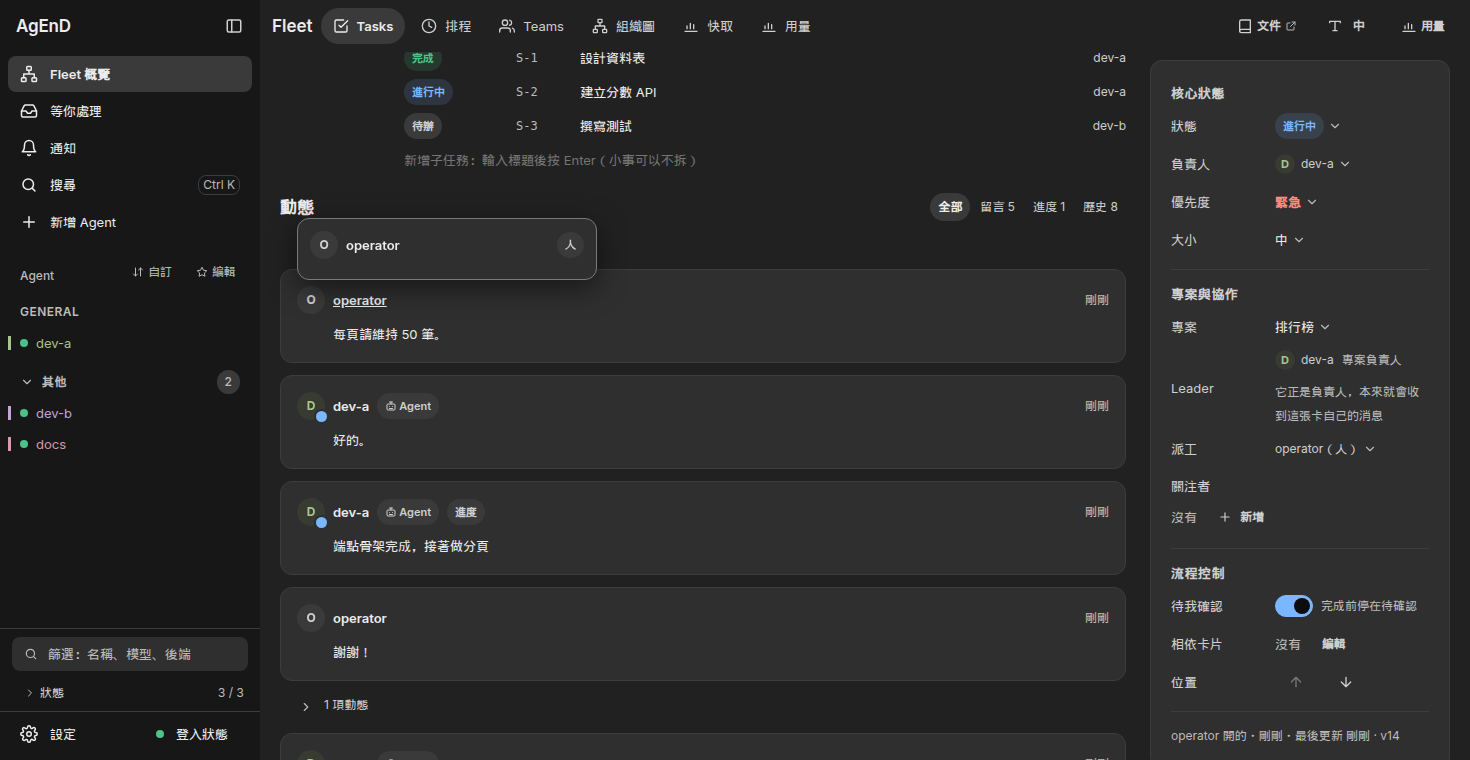 AgEnD
Fleet 概覽
等你處理
通知
搜尋 Ctrl K
新增 Agent
Agent 自訂 編輯
GENERAL
dev-a
其他 2
dev-b
docs
篩選：名稱、模型、後端
狀態 3 / 3
設定 登入狀態
Fleet Tasks 排程 Teams 組織圖 快取 用量 文件 中 用量
完成 S-1 設計資料表 dev-a
進行中 S-2 建立分數 API dev-a
待辦 S-3 撰寫測試 dev-b
新增子任務：輸入標題後按 Enter（小事可以不拆）
動態 全部 留言 5 進度 1 歷史 8
O operator 人
O operator 剛剛
每頁請維持 50 筆。
D dev-a Agent 剛剛
好的。
D dev-a Agent 進度 剛剛
端點骨架完成，接著做分頁
O operator 剛剛
謝謝！
1 項動態
核心狀態
狀態 進行中
負責人 D dev-a
優先度 緊急
大小 中
專案與協作
專案 排行榜
D dev-a 專案負責人
Leader 它正是負責人，本來就會收
到這張卡自己的消息
派工 operator（人）
關注者
沒有 新增
流程控制
待我確認 完成前停在待確認
相依卡片 沒有 編輯
位置
operator 開的・剛剛・最後更新 剛剛 · v14